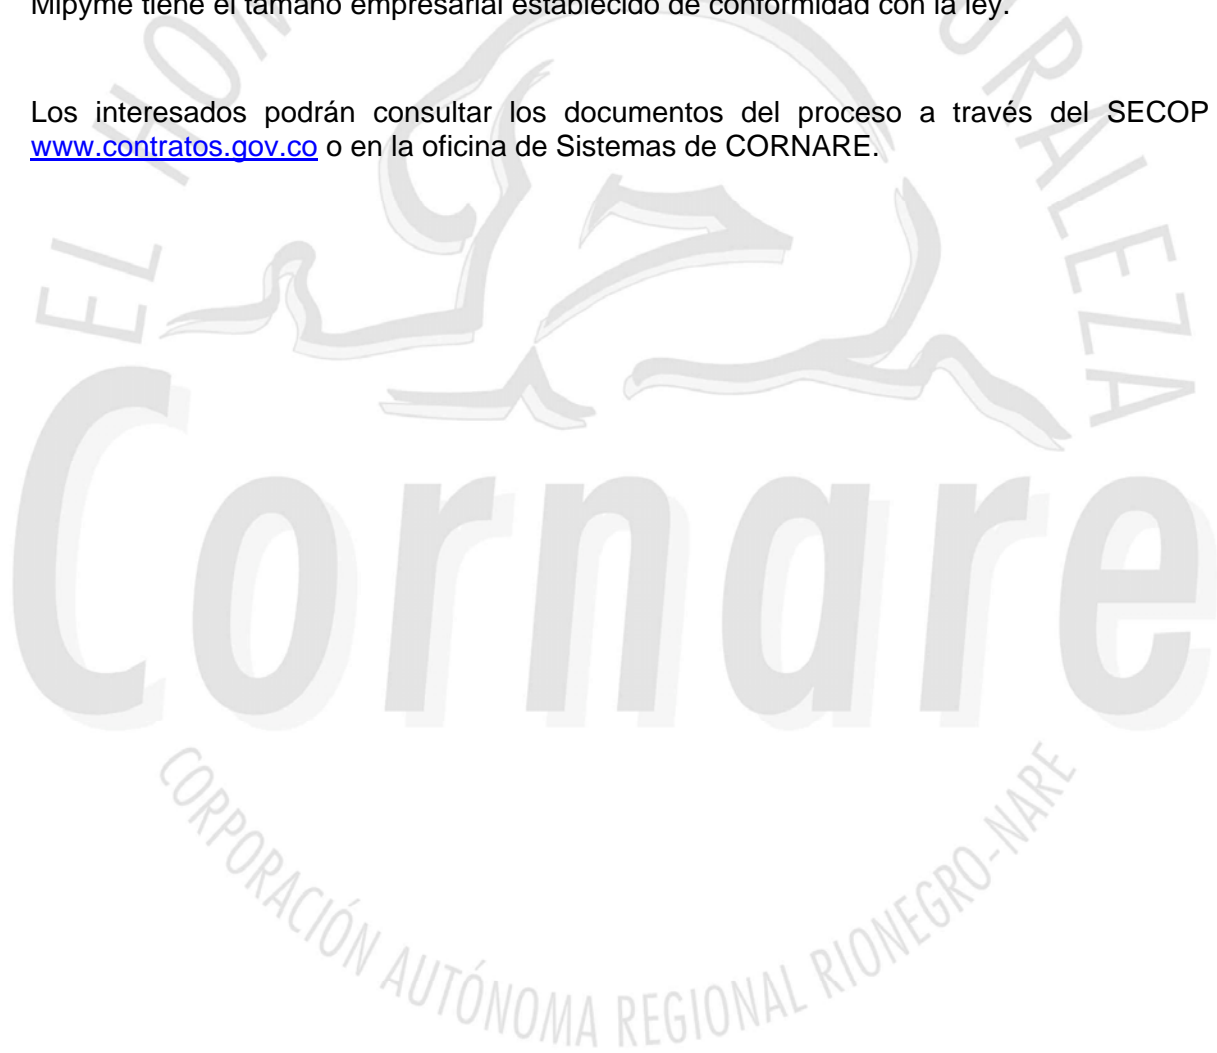 Mipyme tiene el tamaño empresarial establecido de conformidad con la ley.
Los interesados podrán consultar los documentos del proceso a través del SECOP
www.contratos.gov.co o en la oficina de Sistemas de CORNARE.
EL HOM URALEZA
Cornare
CORPORACIÓN AUTÓNOMA REGIONAL RIONEGRO-NARE